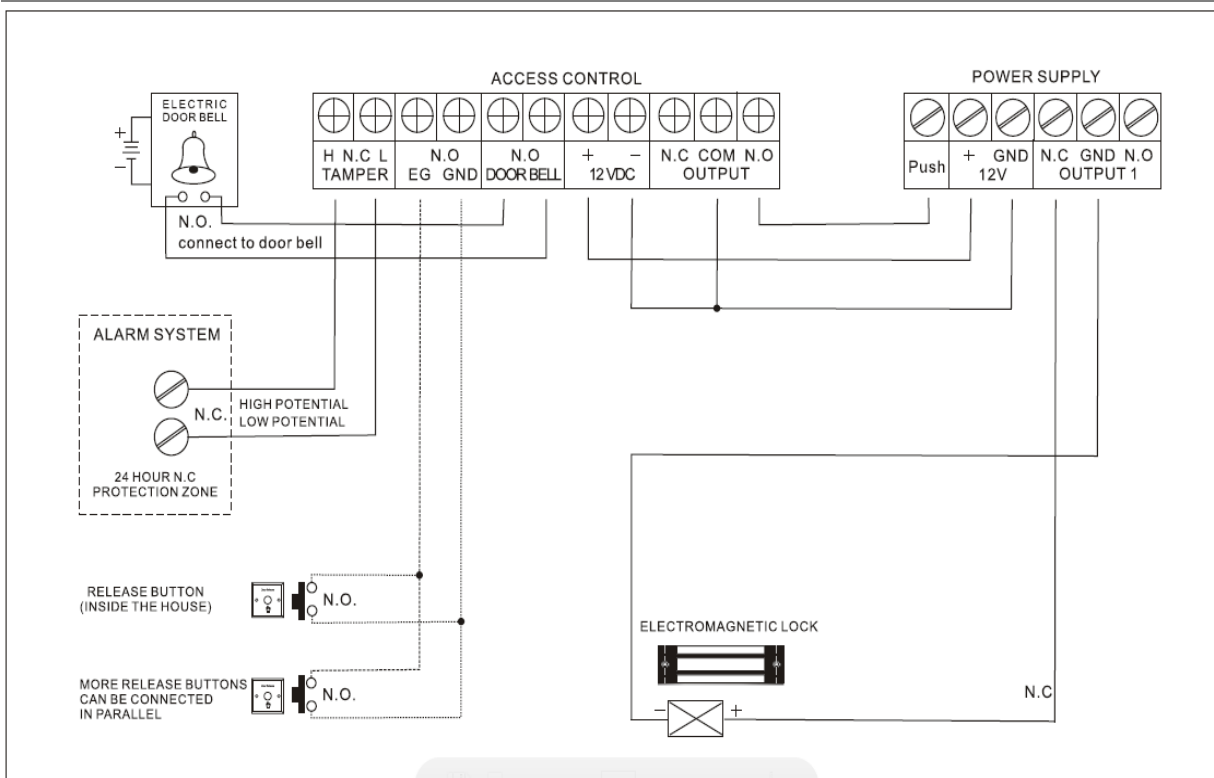 ACCESS CONTROL
POWER SUPPLY
ELECTRIC
DOOR BELL
+
−
N.O.
connect to door bell
H N.C L
TAMPER
N.O
EG GND
N.O
DOOR BELL
+ −
12 VDC
N.C COM N.O
OUTPUT
Push
+ GND
12V
N.C GND N.O
OUTPUT 1
ALARM SYSTEM
N.C.
HIGH POTENTIAL
LOW POTENTIAL
24 HOUR N.C
PROTECTION ZONE
RELEASE BUTTON
(INSIDE THE HOUSE)
N.O.
MORE RELEASE BUTTONS
CAN BE CONNECTED
IN PARALLEL
N.O.
ELECTROMAGNETIC LOCK
− +
N.C